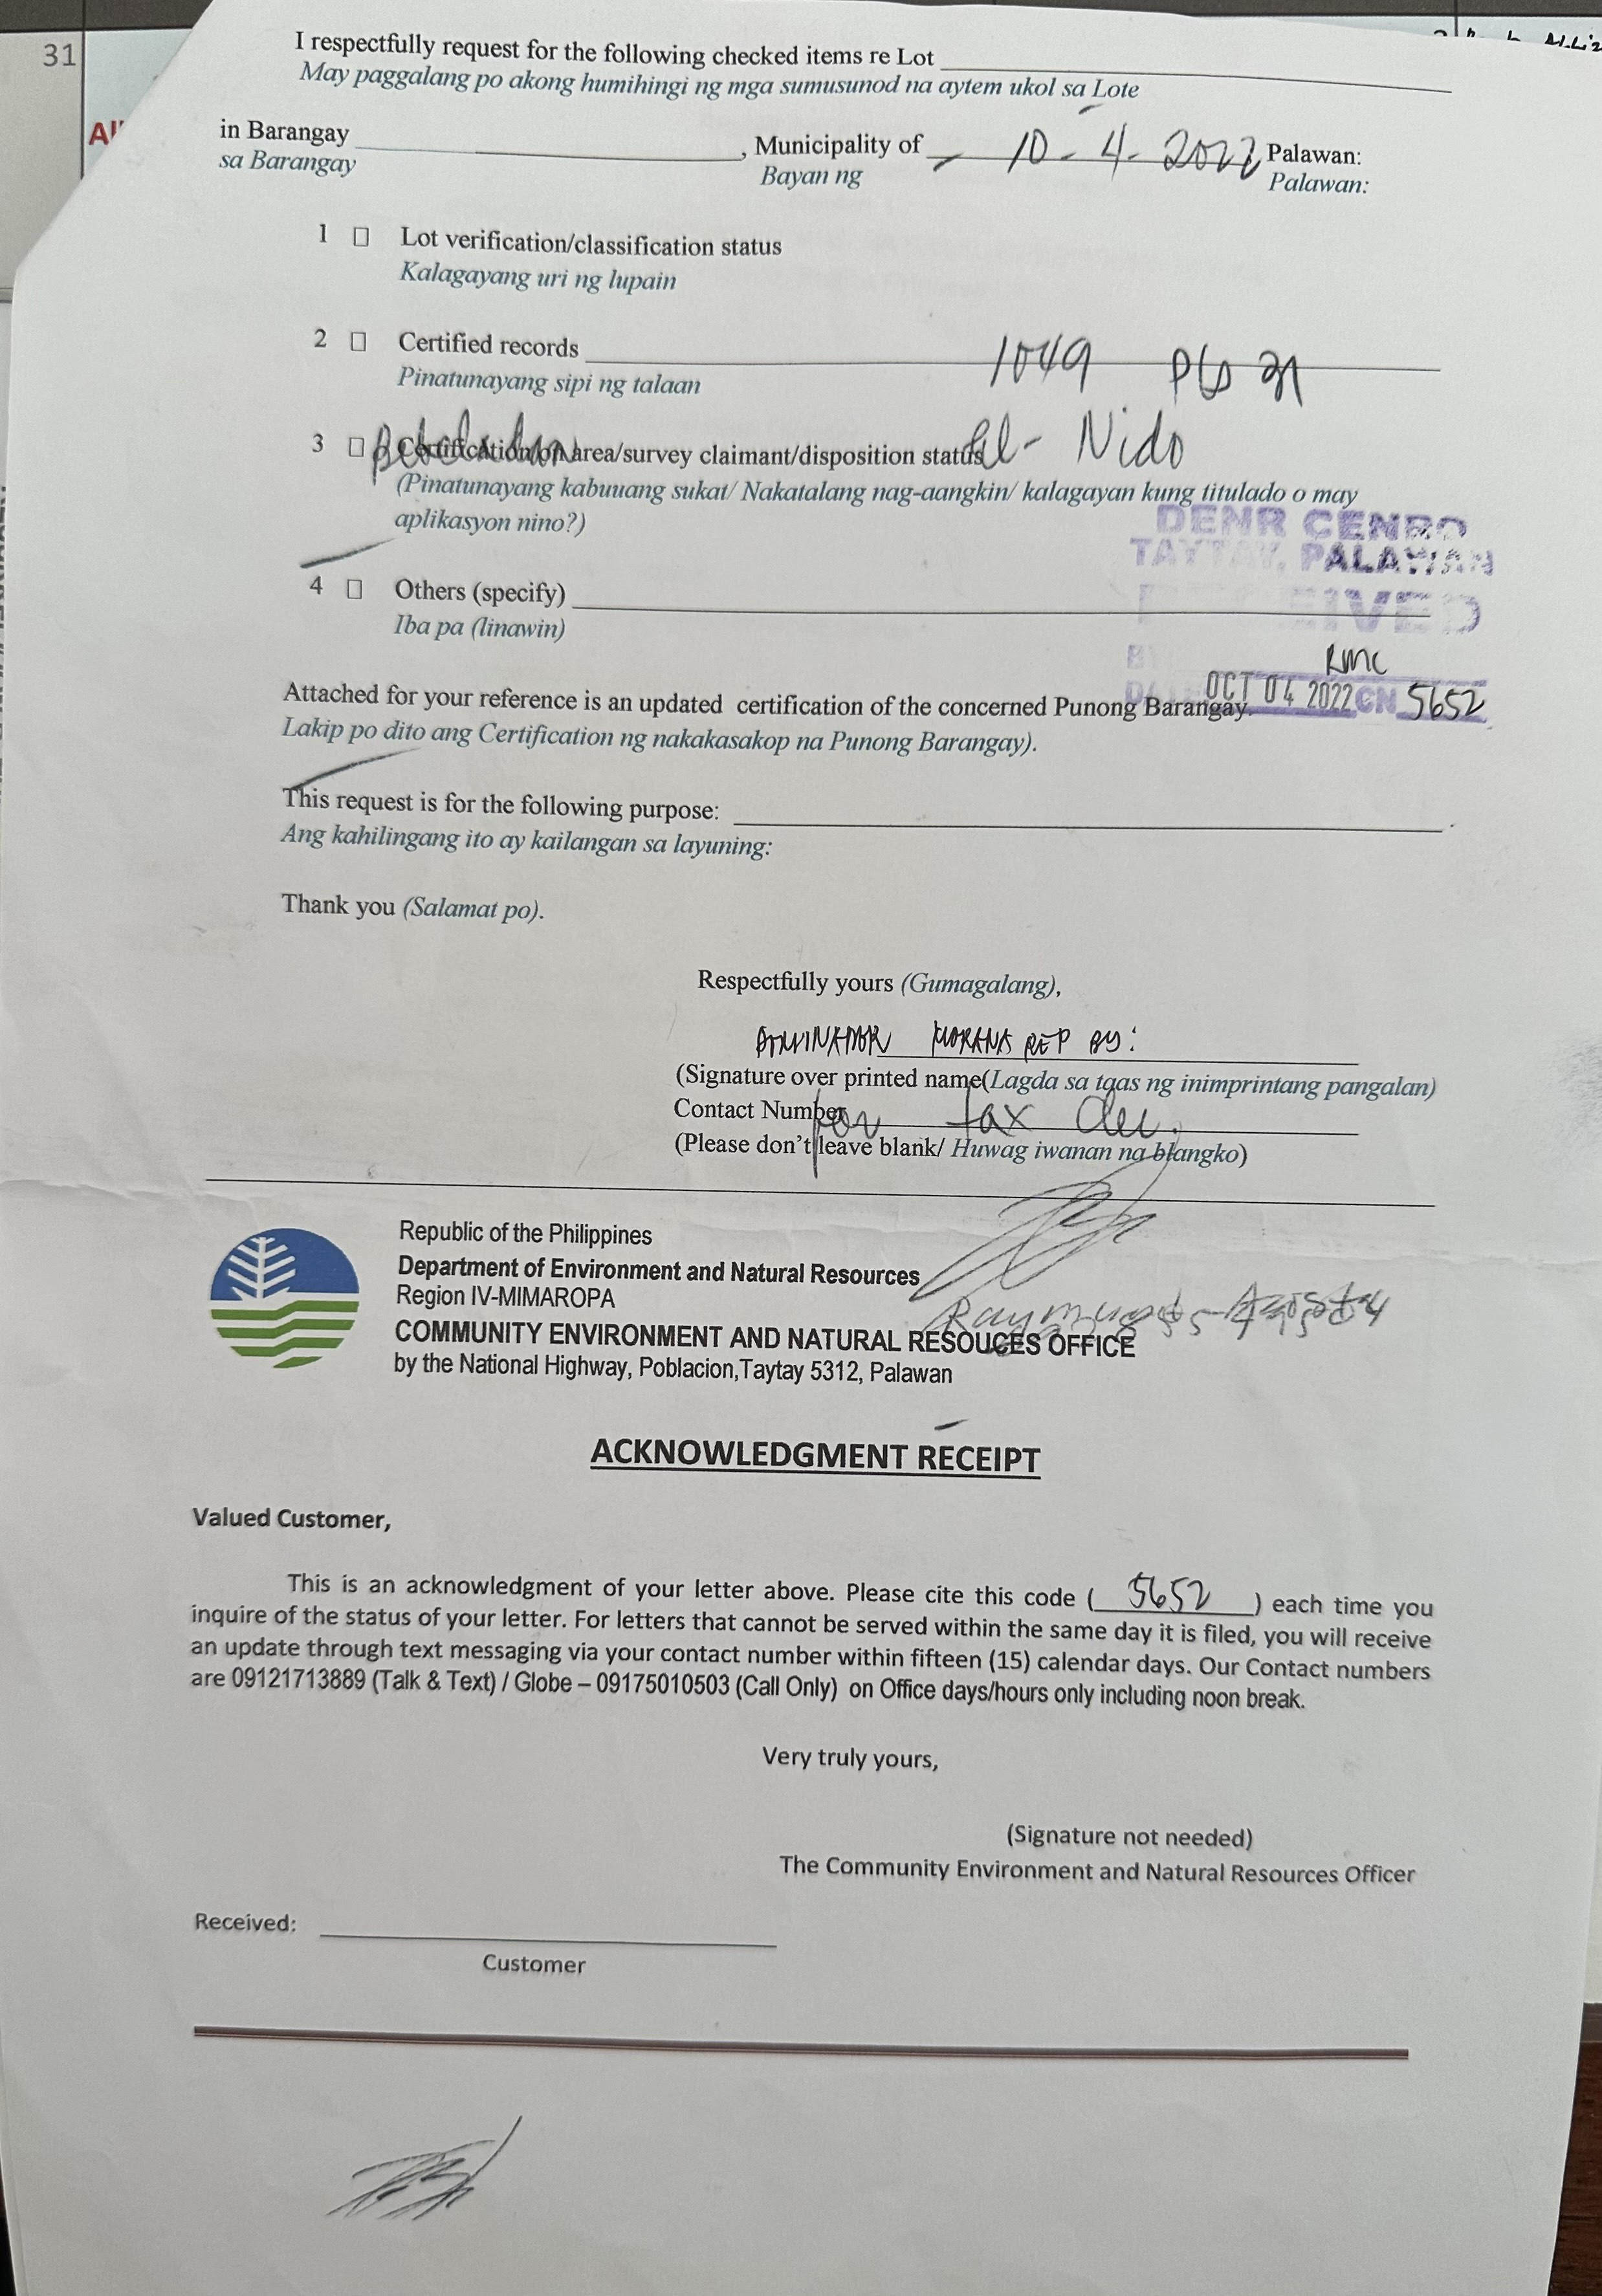 31
I respectfully request for the following checked items re Lot
May paggalang po akong humihingi ng mga sumusunod na aytem ukol sa Lote
in Barangay , Municipality of 10-4-2022 Palawan:
sa Barangay Bayan ng Palawan:
1 Lot verification/classification status
Kalagayang uri ng lupain
2 Certified records 1049 Pls
Pinatunayang sipi ng talaan
3 Certification on area/survey claimant/disposition status El-Nido
(Pinatunayang kabuuang sukat/ Nakatalang nag-aangkin/ kalagayan kung titulado o may
aplikasyon nino?)
DENR CENRO
TAYTAY, PALAWAN
RECEIVED
4 Others (specify)
Iba pa (linawin)
BY RMC
Attached for your reference is an updated certification of the concerned Punong Barangay.
DATE OCT 04 2022 CN 5652
Lakip po dito ang Certification ng nakakasakop na Punong Barangay).
This request is for the following purpose:
Ang kahilingang ito ay kailangan sa layuning:
Thank you (Salamat po).
Respectfully yours (Gumagalang),
REP BY:
(Signature over printed name(Lagda sa taas ng inimprintang pangalan)
Contact Number for tax dec.
(Please don't leave blank/ Huwag iwanan na blangko)
Republic of the Philippines
Department of Environment and Natural Resources
Region IV-MIMAROPA
COMMUNITY ENVIRONMENT AND NATURAL RESOUCES OFFICE
by the National Highway, Poblacion,Taytay 5312, Palawan
ACKNOWLEDGMENT RECEIPT
Valued Customer,
This is an acknowledgment of your letter above. Please cite this code ( 5652 ) each time you
inquire of the status of your letter. For letters that cannot be served within the same day it is filed, you will receive
an update through text messaging via your contact number within fifteen (15) calendar days. Our Contact numbers
are 09121713889 (Talk & Text) / Globe – 09175010503 (Call Only) on Office days/hours only including noon break.
Very truly yours,
(Signature not needed)
The Community Environment and Natural Resources Officer
Received:
Customer